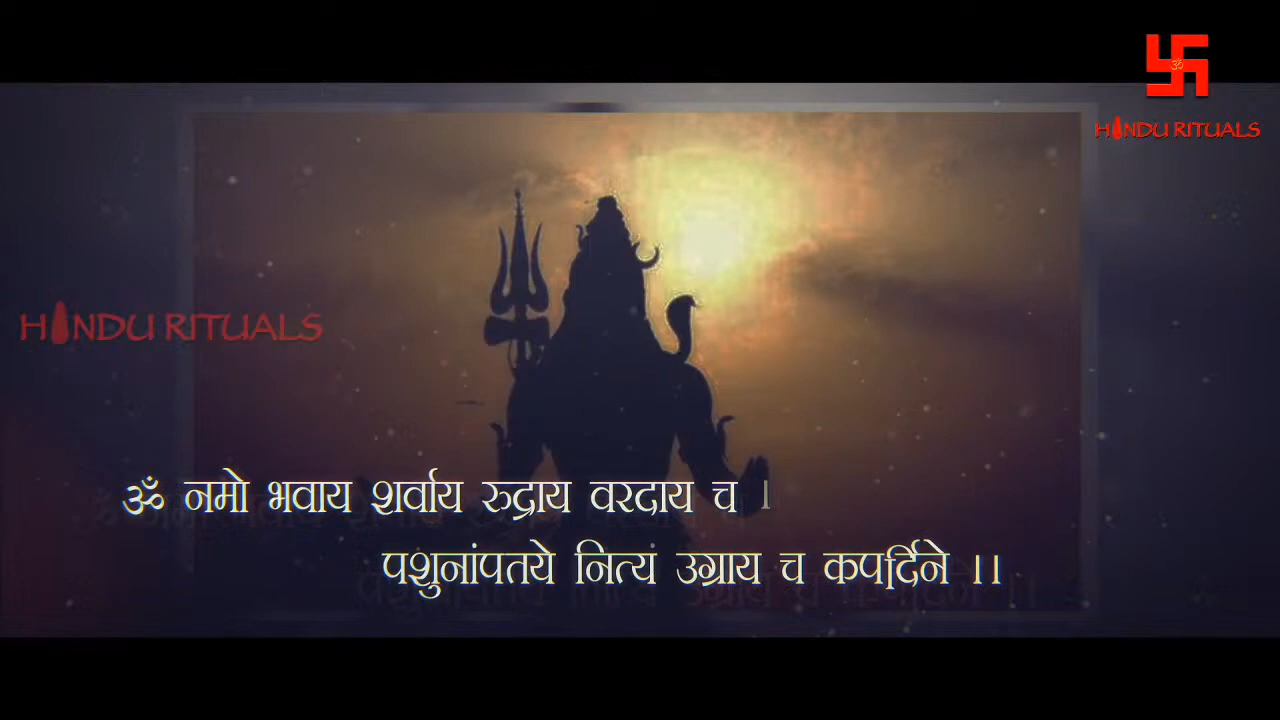 ॐ
HINDU RITUALS
HINDU RITUALS
ॐ नमो भवाय शर्वाय रुद्राय वरदाय च ।
पशुनांपतये नित्यं उग्राय च कपर्दिने ।।